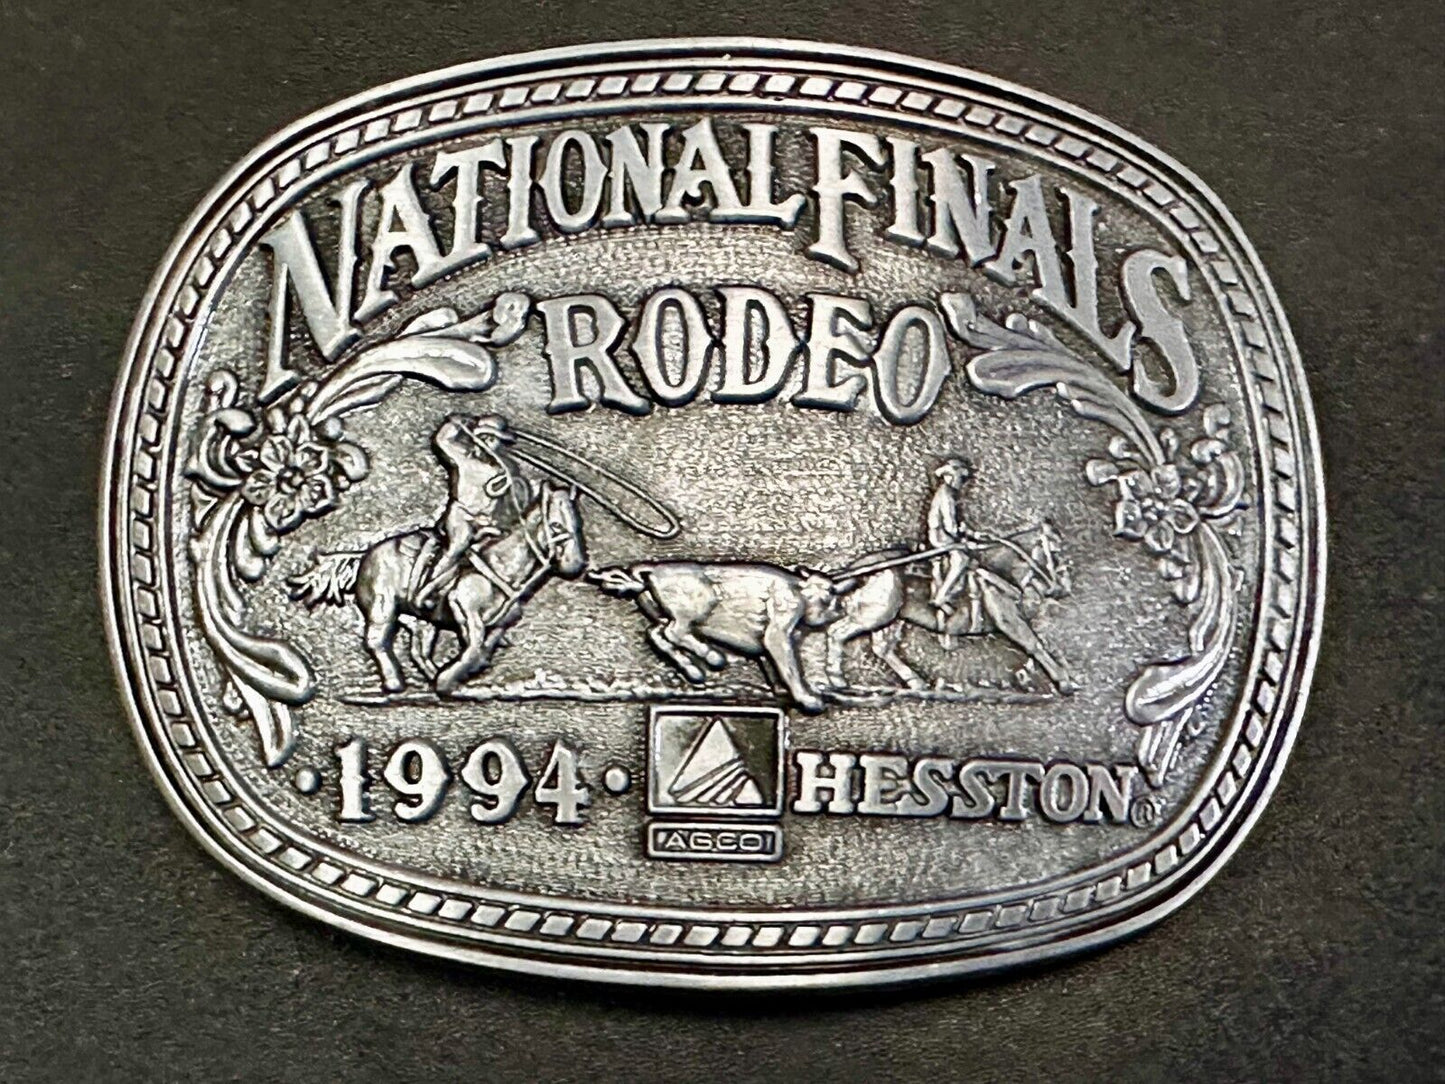 NATIONAL FINALS
RODEO
·1994·
HESSTON®
AGCO